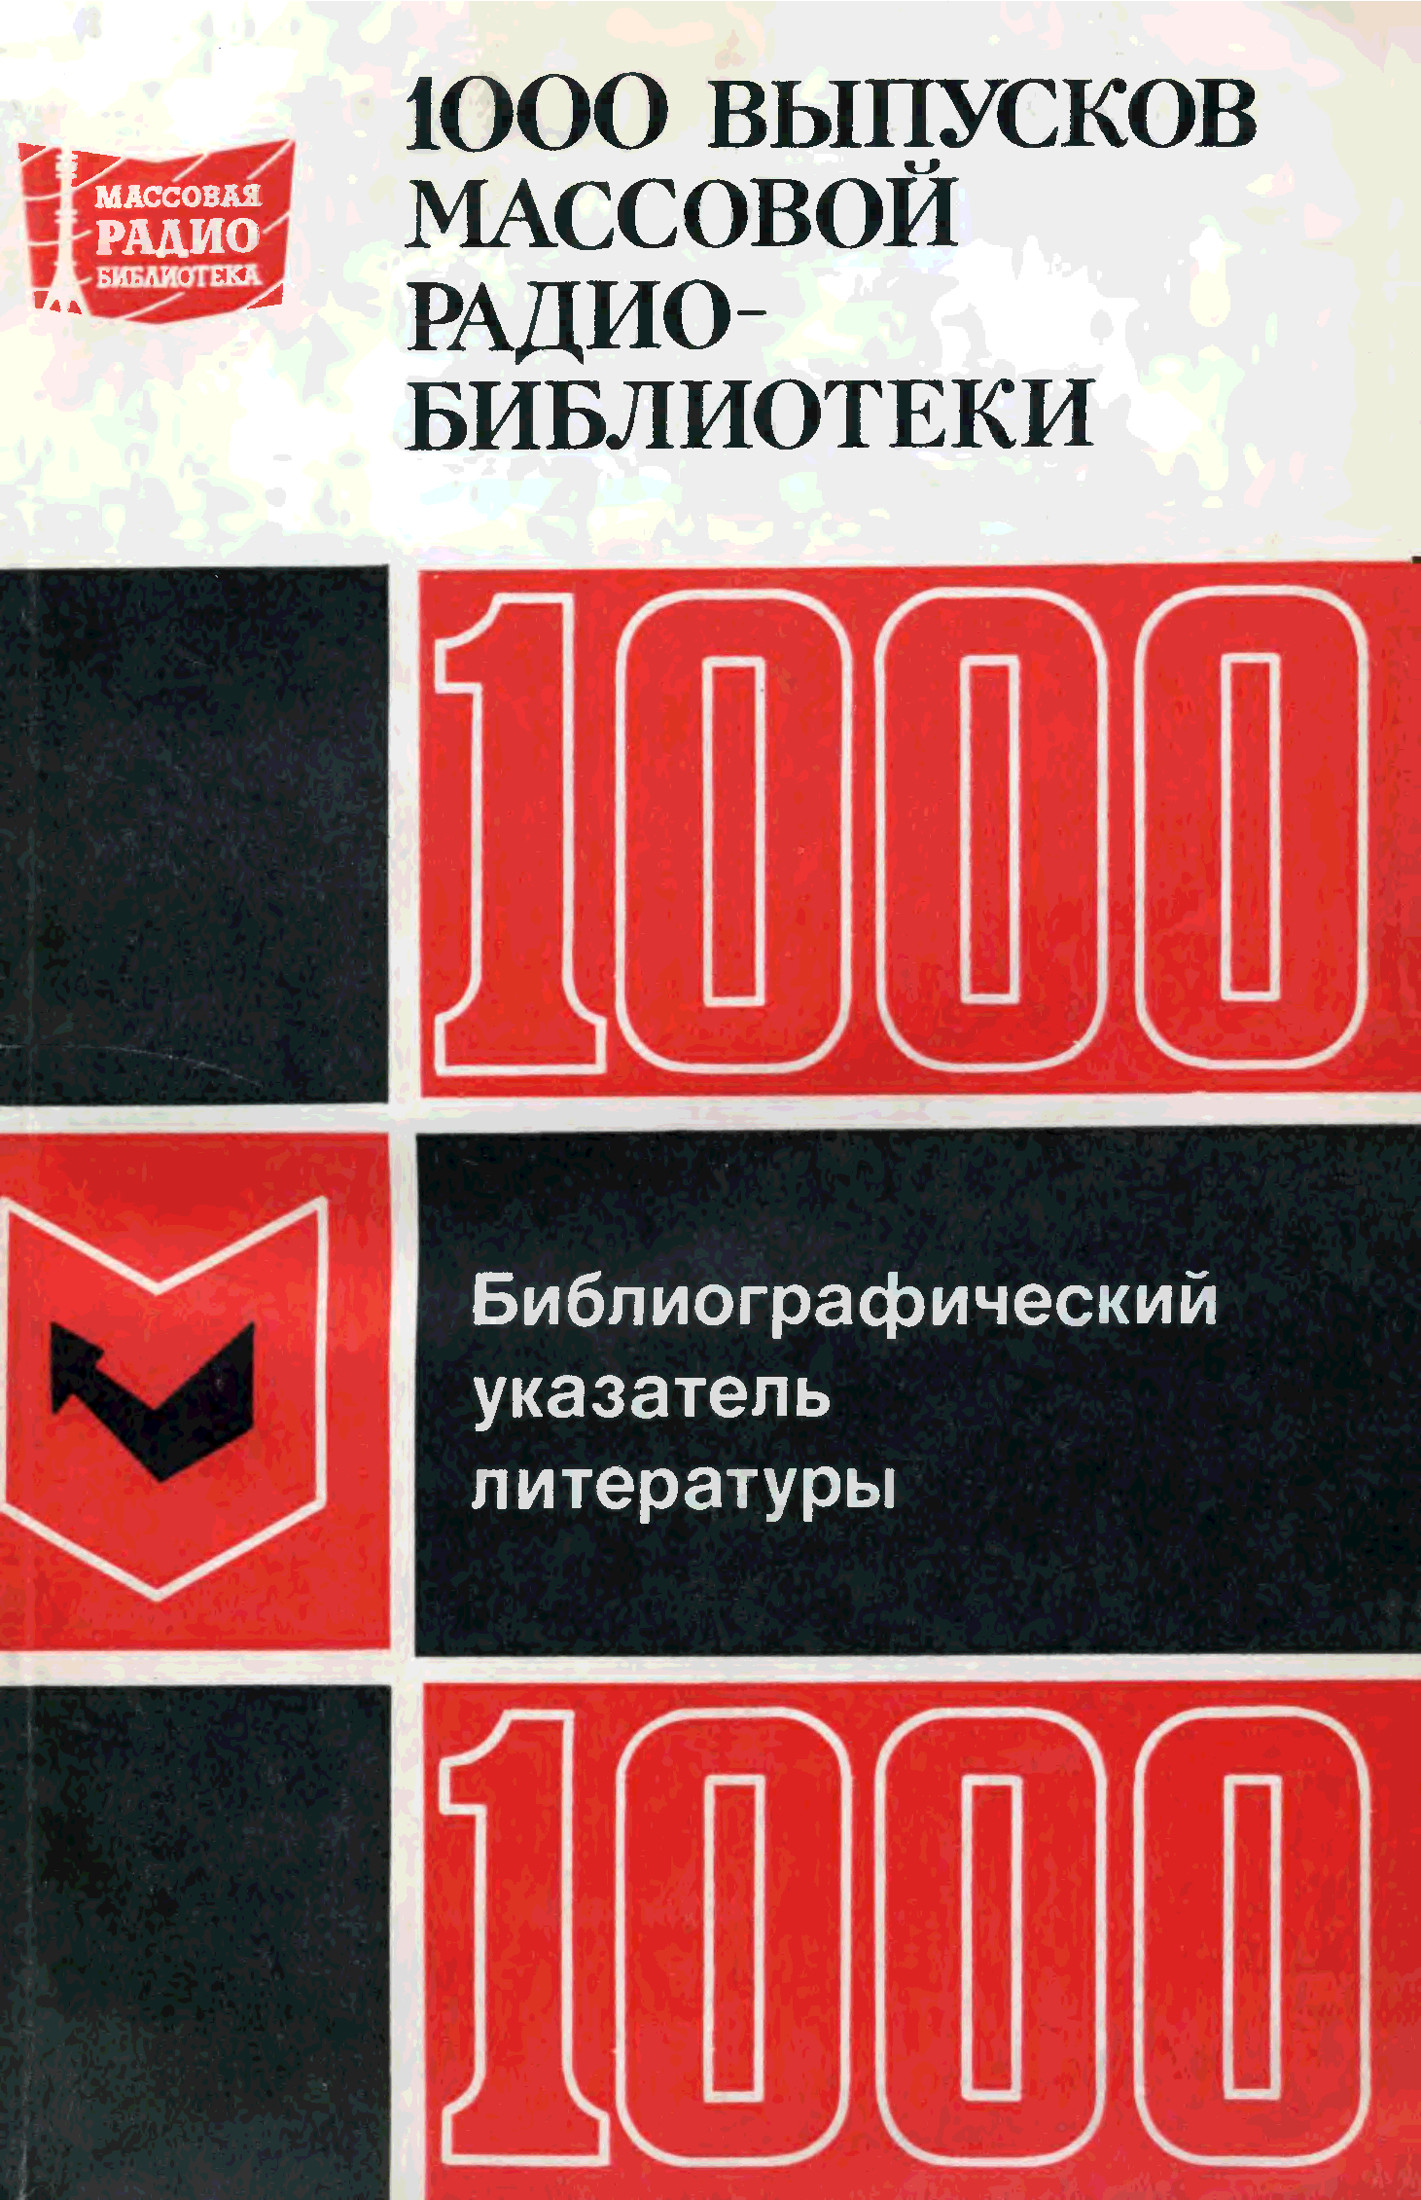 1000 ВЫПУСКОВ
МАССОВОЙ
РАДИО-
БИБЛИОТЕКИ
МАССОВАЯ
РАДИО
БИБЛИОТЕКА
1000
Библиографический
указатель
литературы
1000